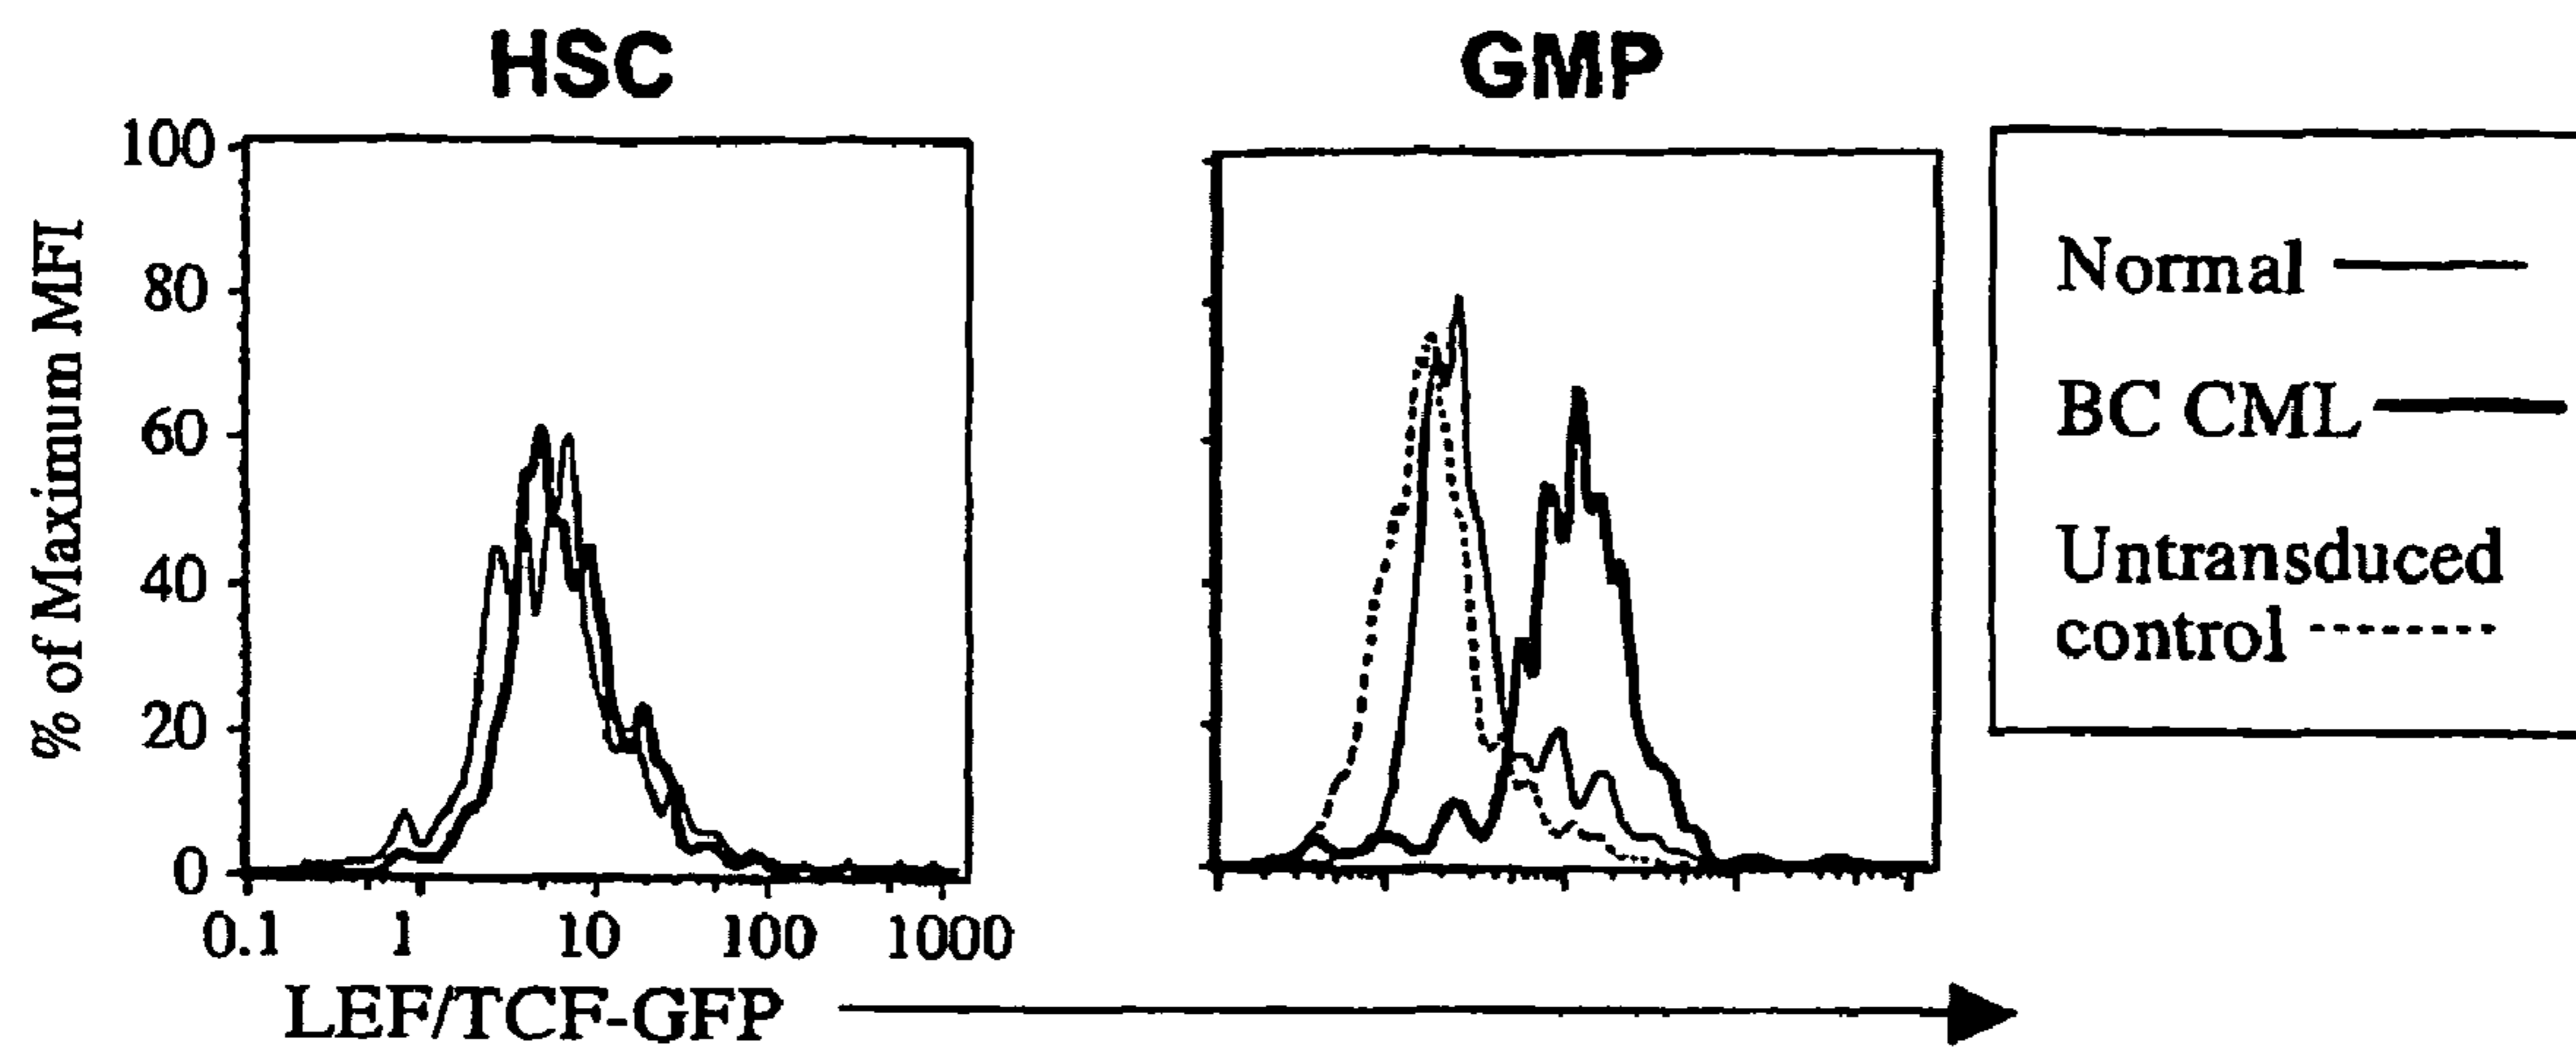 HSC
GMP
% of Maximum MFI
100
80
60
40
20
0
0.1 1 10 100 1000
LEF/TCF-GFP
Normal
BC CML
Untransduced
control